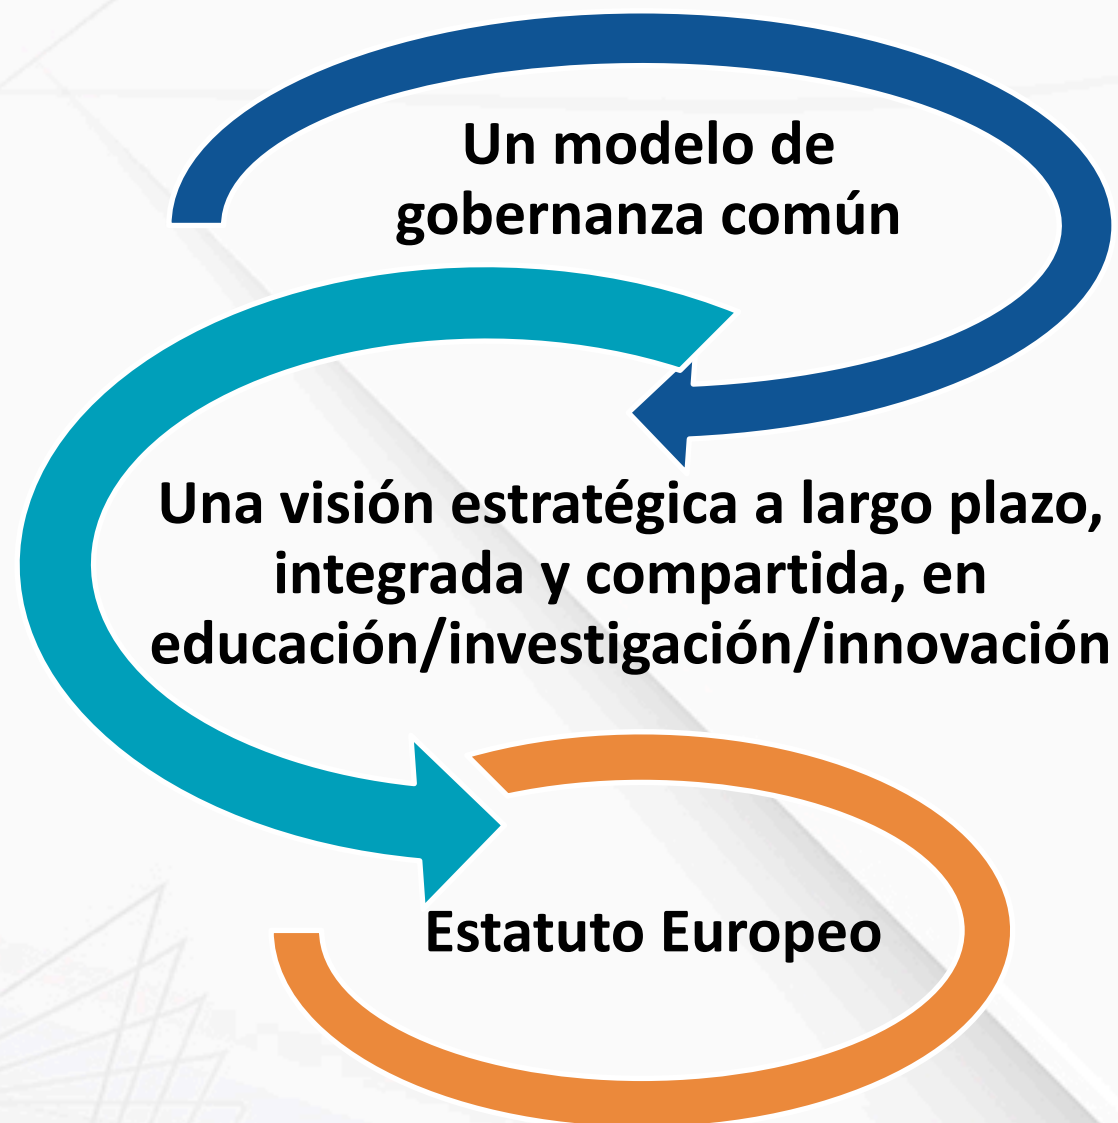 Un modelo de
gobernanza común
Una visión estratégica a largo plazo,
integrada y compartida, en
educación/investigación/innovación
Estatuto Europeo